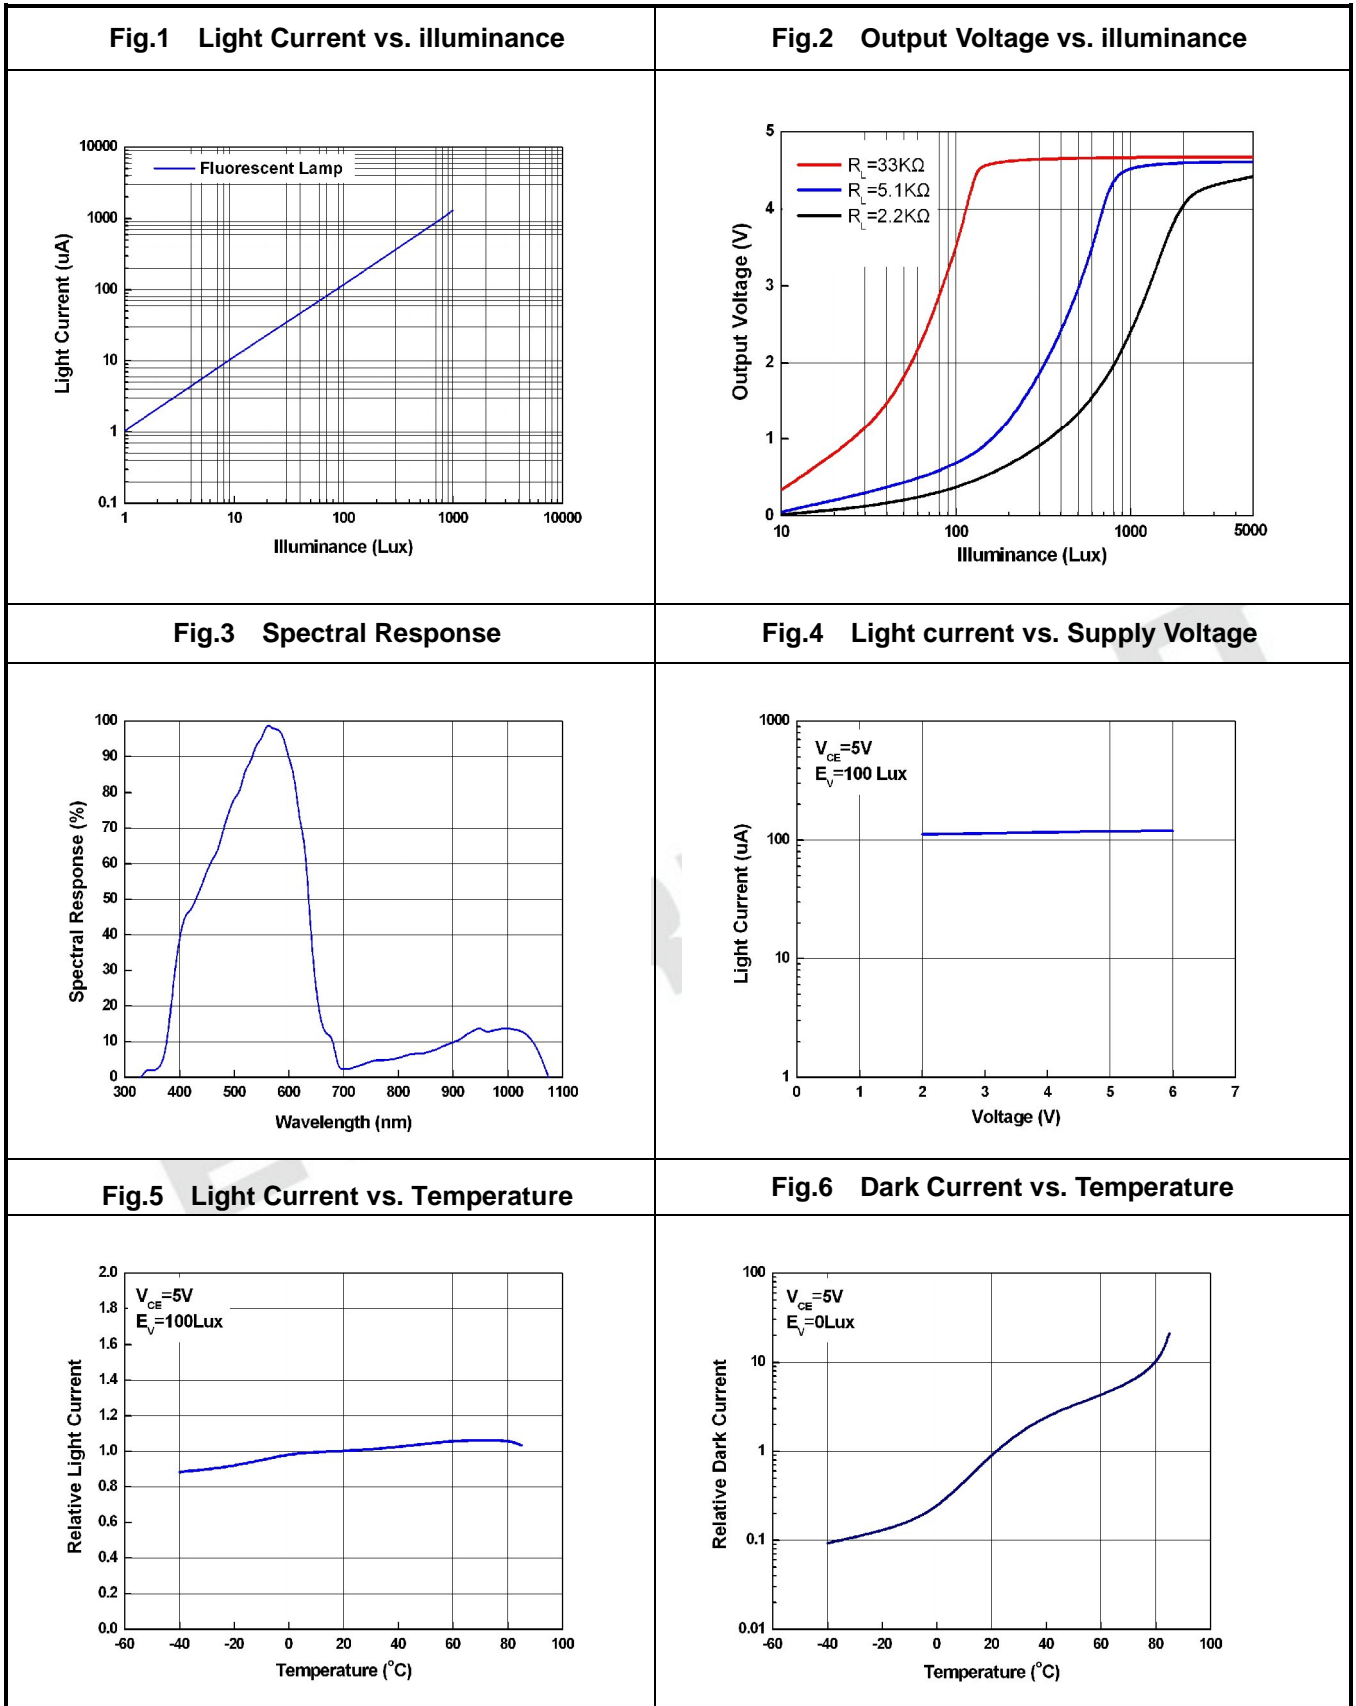 Fig.1 Light Current vs. illuminance
10000
1000
100
10
1
0.1
Fluorescent Lamp
Light Current (uA)
1 10 100 1000 10000
Illuminance (Lux)
Fig.2 Output Voltage vs. illuminance
5
4
3
2
1
0
RL=33KΩ
RL=5.1KΩ
RL=2.2KΩ
Output Voltage (V)
10 100 1000 5000
Illuminance (Lux)
Fig.3 Spectral Response
100
90
80
70
60
50
40
30
20
10
0
Spectral Response (%)
300 400 500 600 700 800 900 1000 1100
Wavelength (nm)
Fig.4 Light current vs. Supply Voltage
1000
100
10
1
VCE=5V
EV=100 Lux
Light Current (uA)
0 1 2 3 4 5 6 7
Voltage (V)
Fig.5 Light Current vs. Temperature
2.0
1.8
1.6
1.4
1.2
1.0
0.8
0.6
0.4
0.2
0.0
VCE=5V
EV=100Lux
Relative Light Current
-60 -40 -20 0 20 40 60 80 100
Temperature (°C)
Fig.6 Dark Current vs. Temperature
100
10
1
0.1
0.01
VCE=5V
EV=0Lux
Relative Dark Current
-60 -40 -20 0 20 40 60 80 100
Temperature (°C)